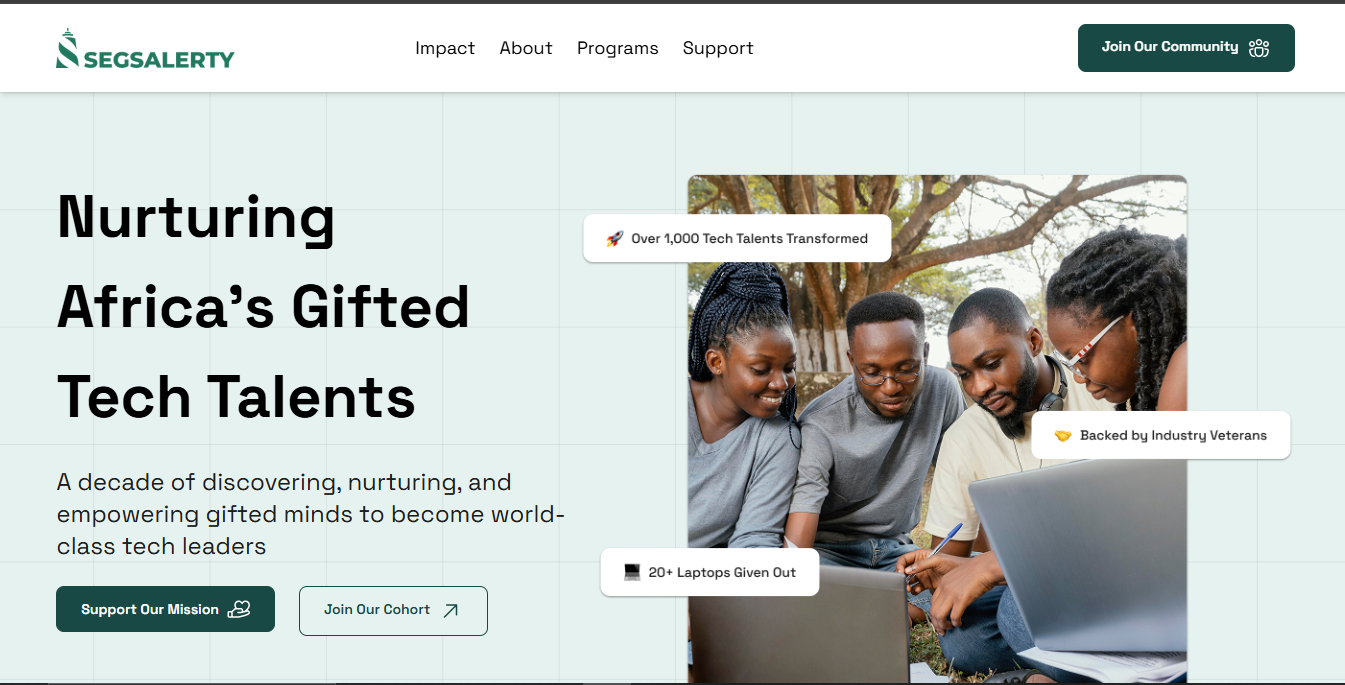 SEGSALERTY
Impact About Programs Support
Join Our Community
Nurturing
Africa’s Gifted
Tech Talents
A decade of discovering, nurturing, and
empowering gifted minds to become world-
class tech leaders
Support Our Mission
Join Our Cohort
🚀 Over 1,000 Tech Talents Transformed
🤝 Backed by Industry Veterans
💻 20+ Laptops Given Out